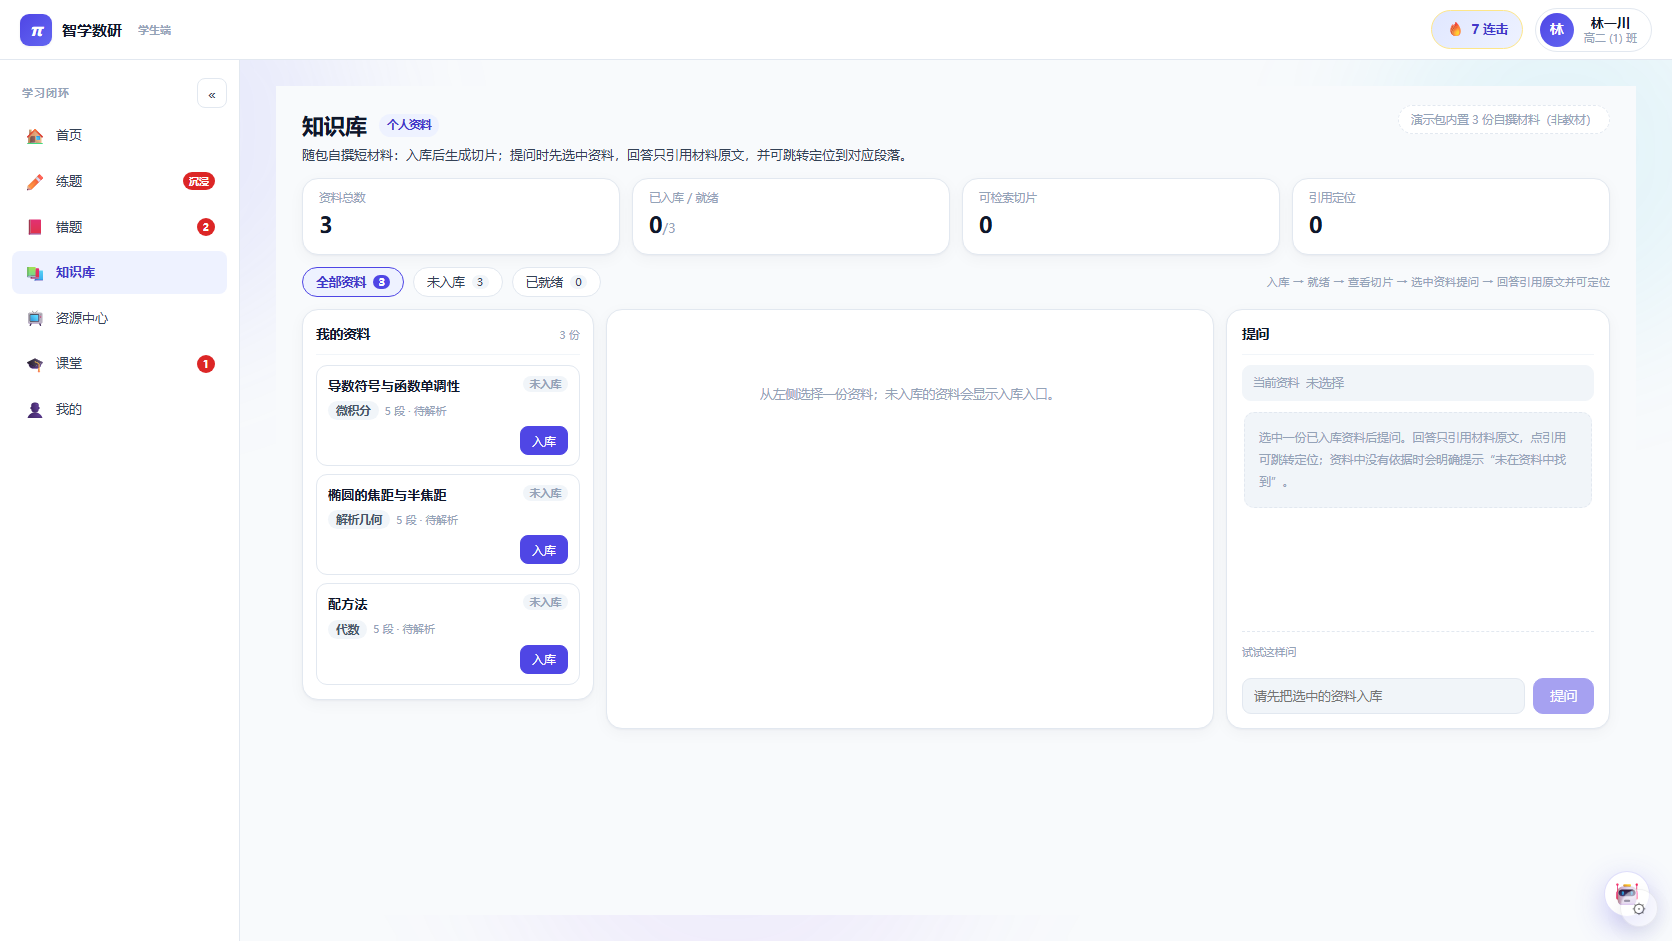 π 智学数研 学生端
7 连击
林 林一川
高二 (1) 班
学习闭环 «
首页
练题 沉浸
错题 2
知识库
资源中心
课堂 1
我的
知识库 个人资料
演示包内置 3 份自撰材料（非教材）
随包自撰短材料：入库后生成切片；提问时先选中资料，回答只引用材料原文，并可跳转定位到对应段落。
资料总数
3
已入库 / 就绪
0/3
可检索切片
0
引用定位
0
全部资料 3 未入库 3 已就绪 0
入库 → 就绪 → 查看切片 → 选中资料提问 → 回答引用原文并可定位
我的资料 3 份
导数符号与函数单调性 未入库
微积分 5 段 · 待解析
入库
椭圆的焦距与半焦距 未入库
解析几何 5 段 · 待解析
入库
配方法 未入库
代数 5 段 · 待解析
入库
从左侧选择一份资料；未入库的资料会显示入库入口。
提问
当前资料 未选择
选中一份已入库资料后提问。回答只引用材料原文，点引用
可跳转定位；资料中没有依据时会明确提示“未在资料中找
到”。
试试这样问
请先把选中的资料入库 提问